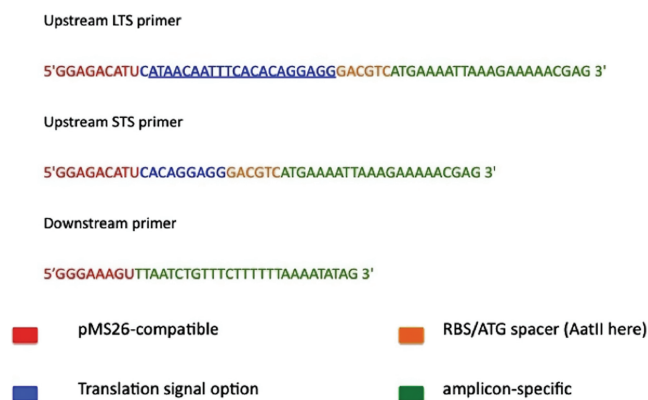 Upstream LTS primer
5'GGAGACATUCATAACAATTTCACACAGGAGGGACGTCATGAAAATTAAAGAAAAACGAG 3'
Upstream STS primer
5'GGAGACATUCACAGGAGGGACGTCATGAAAATTAAAGAAAAACGAG 3'
Downstream primer
5'GGGAAAGUTTAATCTGTTTCTTTTTTAAAATATAG 3'
pMS26-compatible
RBS/ATG spacer (AatII here)
Translation signal option
amplicon-specific